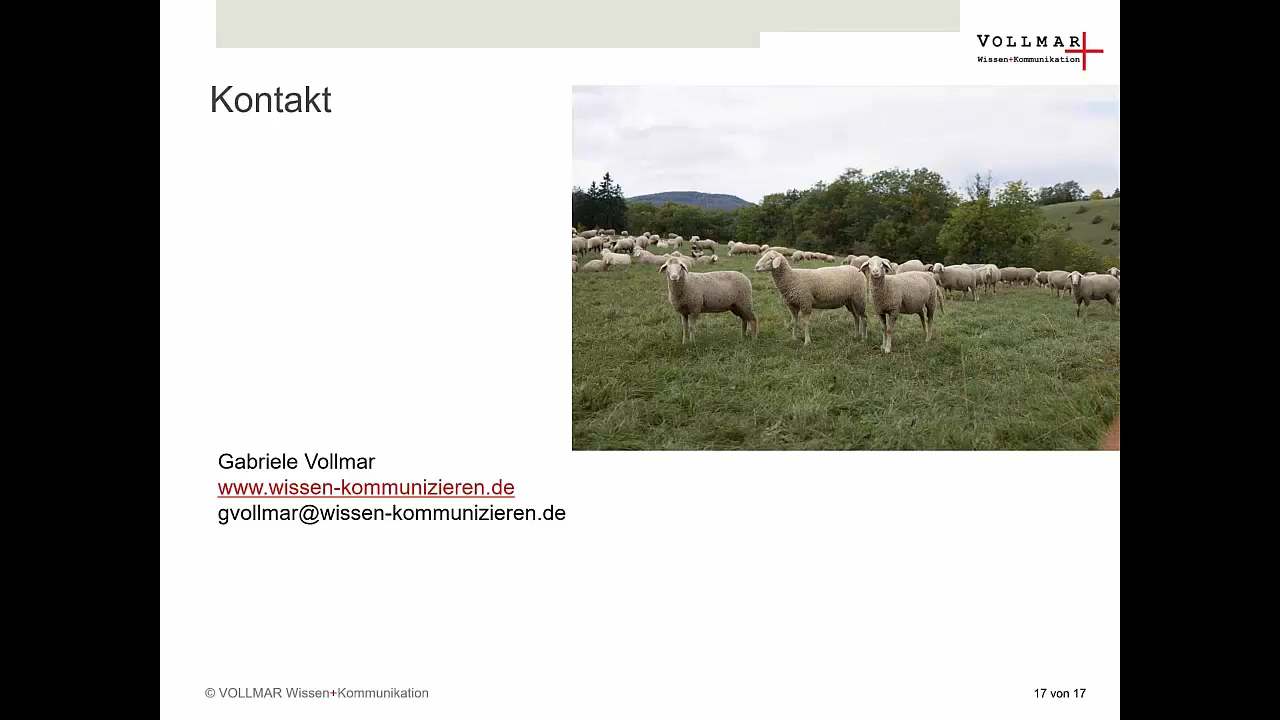 VOLLMAR
Wissen+Kommunikation
Kontakt
Gabriele Vollmar
www.wissen-kommunizieren.de
gvollmar@wissen-kommunizieren.de
© VOLLMAR Wissen+Kommunikation
17 von 17